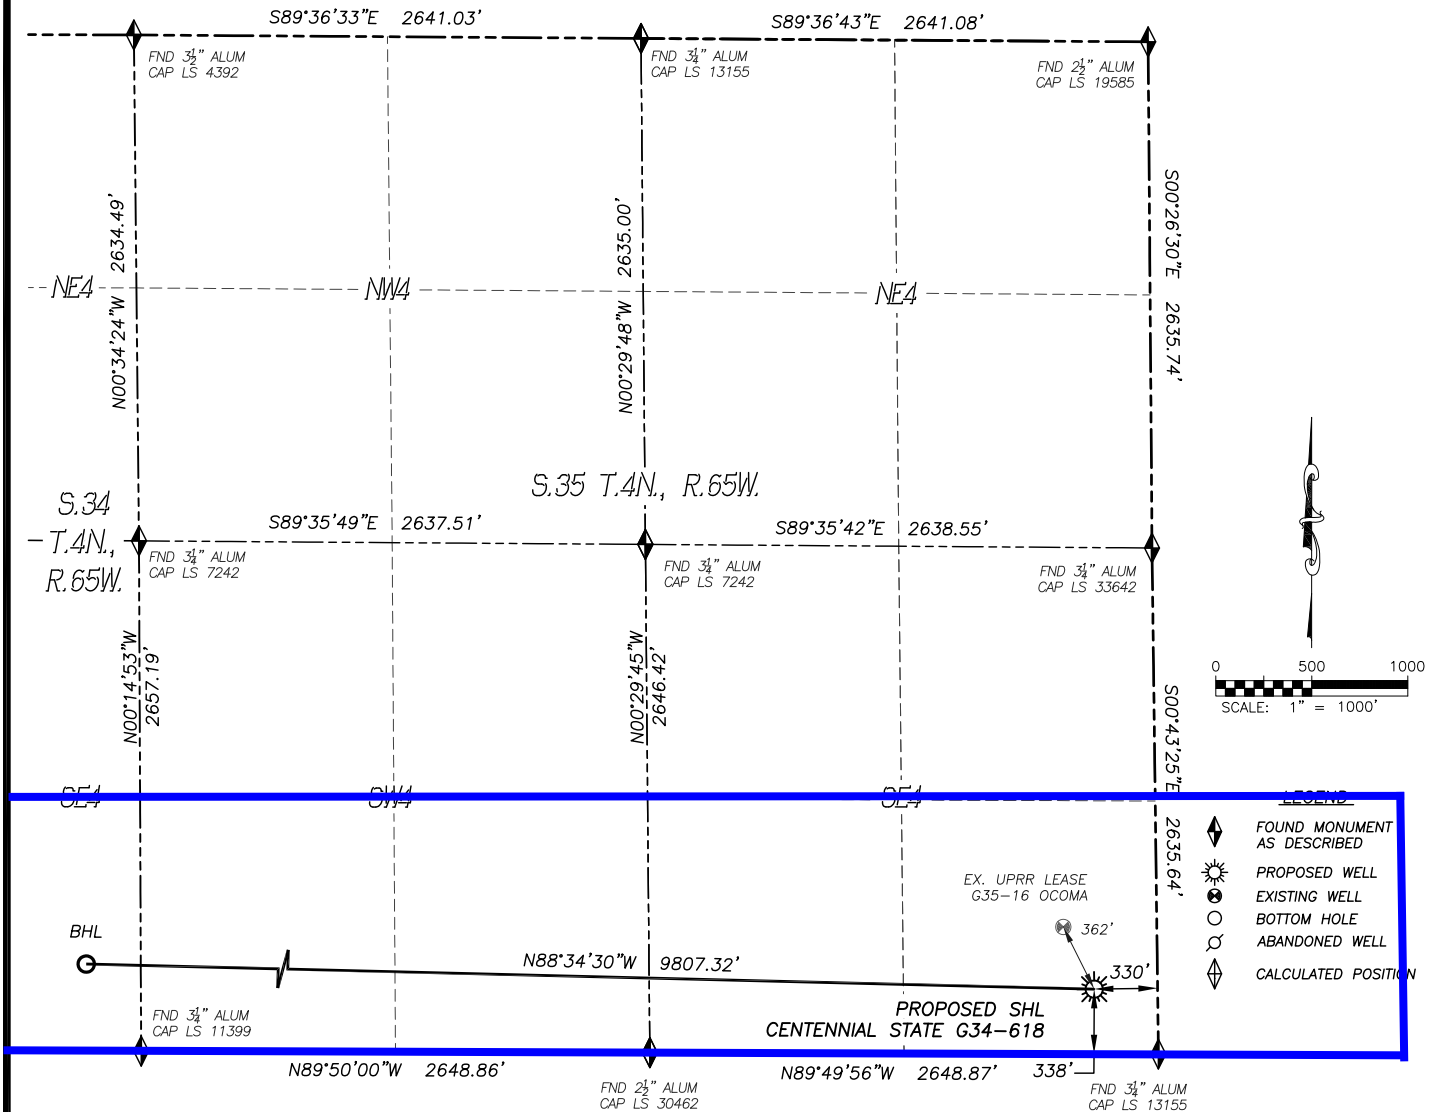 S89°36'33"E 2641.03'
S89°36'43"E 2641.08'
FND 3½" ALUM
CAP LS 4392
FND 3¼" ALUM
CAP LS 13155
FND 2½" ALUM
CAP LS 19585
N00°34'24"W 2634.49'
N00°29'48"W 2635.00'
S00°26'30"E 2635.74'
NE4
NW4
NE4
S.34
T.4N.,
R.65W.
S.35 T.4N., R.65W.
S89°35'49"E 2637.51'
S89°35'42"E 2638.55'
FND 3¼" ALUM
CAP LS 7242
FND 3¼" ALUM
CAP LS 7242
FND 3¼" ALUM
CAP LS 33642
0 500 1000
SCALE: 1" = 1000'
N00°14'53"W
2657.19'
N00°29'45"W
2646.42'
S00°43'25"E 2635.64'
SE4
SW4
SE4
LEGEND
FOUND MONUMENT
AS DESCRIBED
PROPOSED WELL
EXISTING WELL
BOTTOM HOLE
ABANDONED WELL
CALCULATED POSITION
EX. UPRR LEASE
G35-16 OCOMA
362'
BHL
N88°34'30"W 9807.32'
330'
PROPOSED SHL
CENTENNIAL STATE G34-618
FND 3¼" ALUM
CAP LS 11399
N89°50'00"W 2648.86'
N89°49'56"W 2648.87'
338'
FND 2½" ALUM
CAP LS 30462
FND 3¼" ALUM
CAP LS 13155